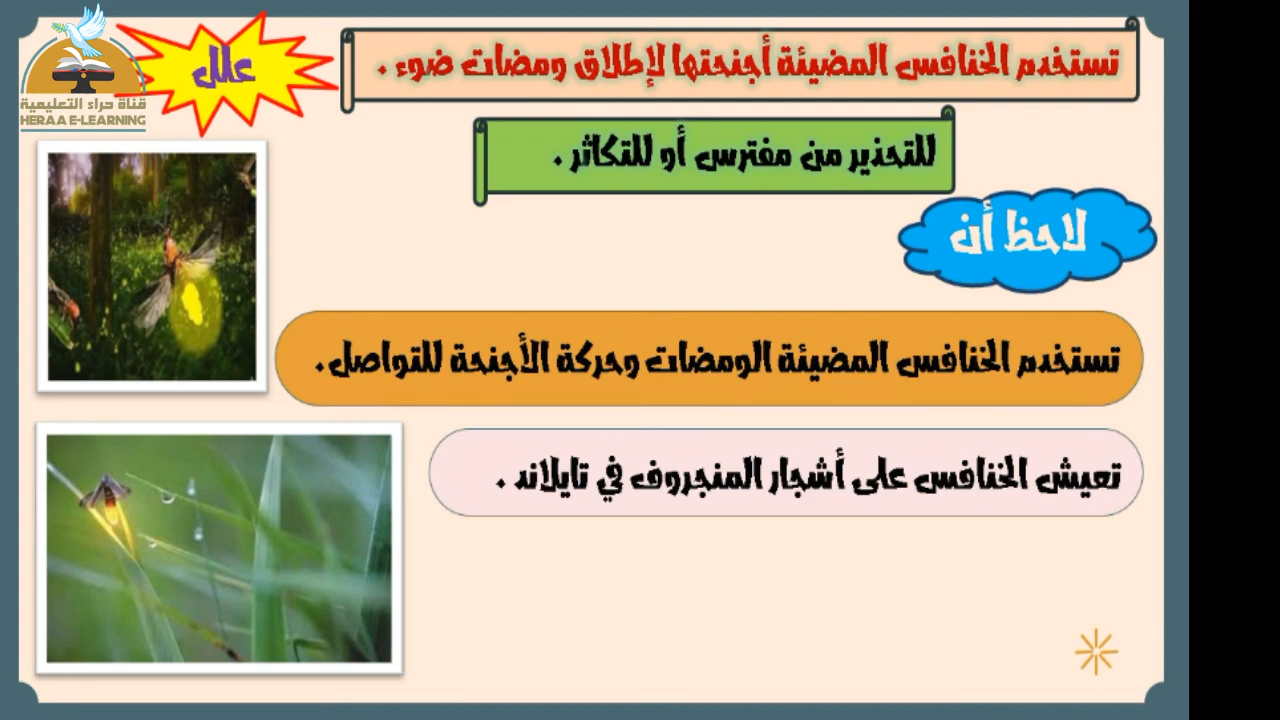 تستخدم الخنافس المضيئة أجنحتها لإطلاق ومضات ضوء .
علل
قناة حراء التعليمية
HERAA E-LEARNING
للتحذير من مفترس أو للتكاثر .
لاحظ أن
تستخدم الخنافس المضيئة الومضات وحركة الأجنحة للتواصل .
تعيش الخنافس على أشجار المنجروف في تايلاند .